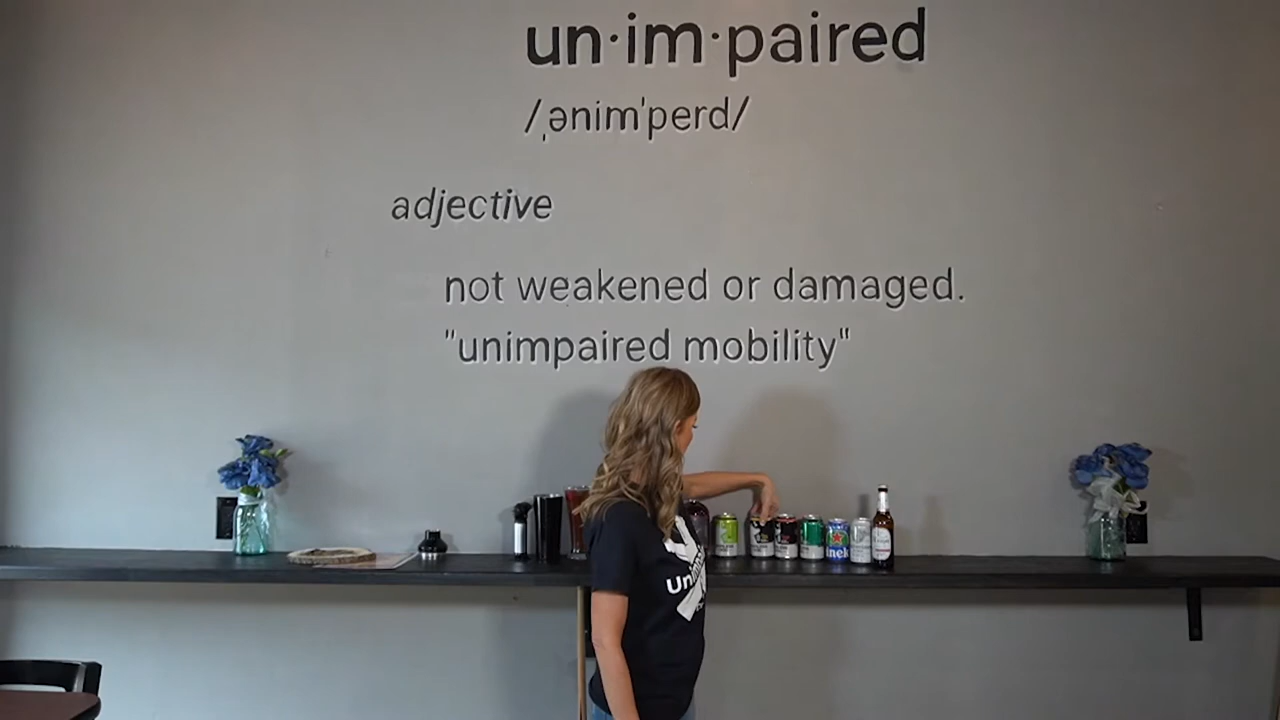 un·im·paired
/ˌənimˈperd/
adjective
not weakened or damaged.
"unimpaired mobility"